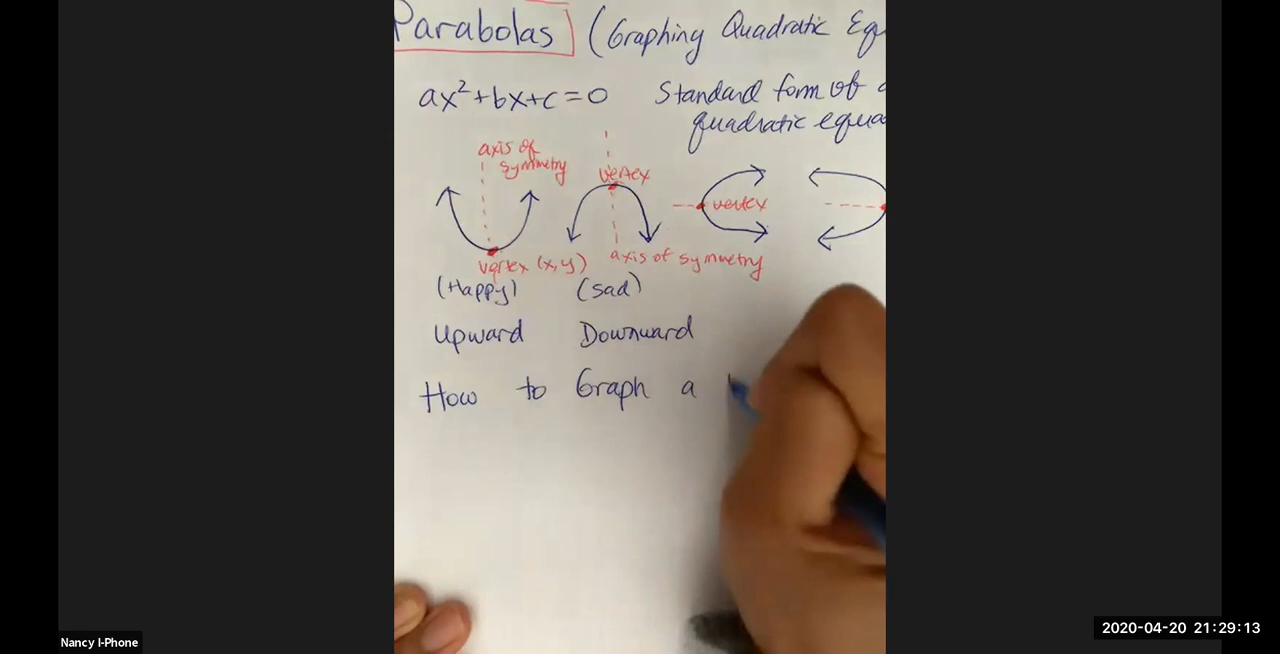 Parabolas (Graphing Quadratic Eq
ax²+bx+c=0 Standard form of a
quadratic equa
axis of
symmetry
vertex
vertex
vertex (x,y)
axis of symmetry
(Happy) (sad)
Upward Downward
How to Graph a
Nancy I-Phone
2020-04-20 21:29:13